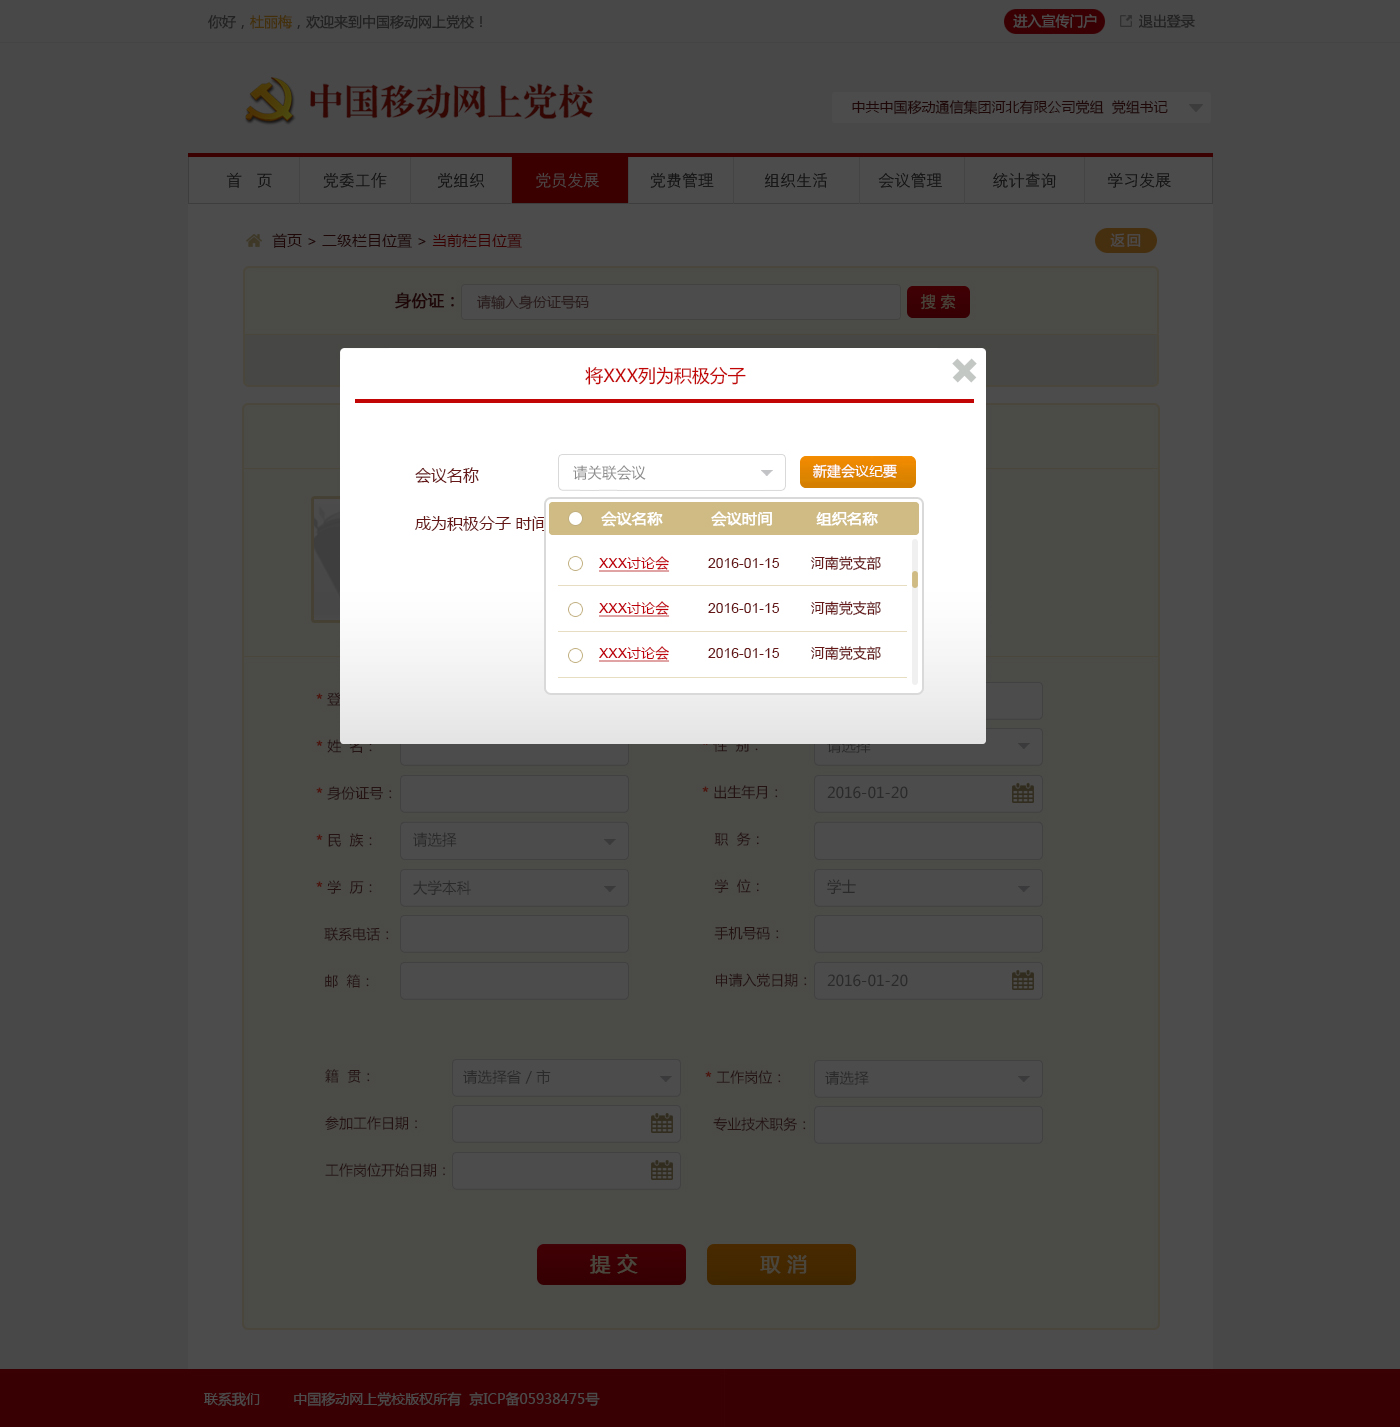 你好，杜丽梅，欢迎来到中国移动网上党校！ 进入宣传门户 退出登录
中国移动网上党校
中共中国移动通信集团河北有限公司党组 党组书记
首 页 党委工作 党组织 党员发展 党费管理 组织生活 会议管理 统计查询 学习发展
首页 > 二级栏目位置 > 当前栏目位置 返回
身份证： 请输入身份证号码 搜 索
将XXX列为积极分子
会议名称 请关联会议 新建会议纪要
成为积极分子 时间
会议名称 会议时间 组织名称
XXX讨论会 2016-01-15 河南党支部
XXX讨论会 2016-01-15 河南党支部
XXX讨论会 2016-01-15 河南党支部
* 登
* 姓 名： * 性 别： 请选择
* 身份证号： * 出生年月： 2016-01-20
* 民 族： 请选择 职 务：
* 学 历： 大学本科 学 位： 学士
联系电话： 手机号码：
邮 箱： 申请入党日期： 2016-01-20
籍 贯： 请选择省 / 市 * 工作岗位： 请选择
参加工作日期： 专业技术职务：
工作岗位开始日期：
提 交 取 消
联系我们 中国移动网上党校版权所有 京ICP备05938475号